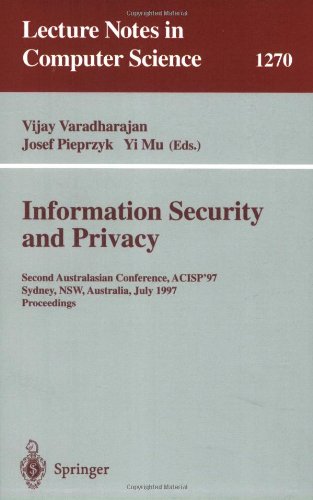 Lecture Notes in
Computer Science 1270
Vijay Varadharajan
Josef Pieprzyk Yi Mu (Eds.)
Information Security
and Privacy
Second Australasian Conference, ACISP'97
Sydney, NSW, Australia, July 1997
Proceedings
Springer